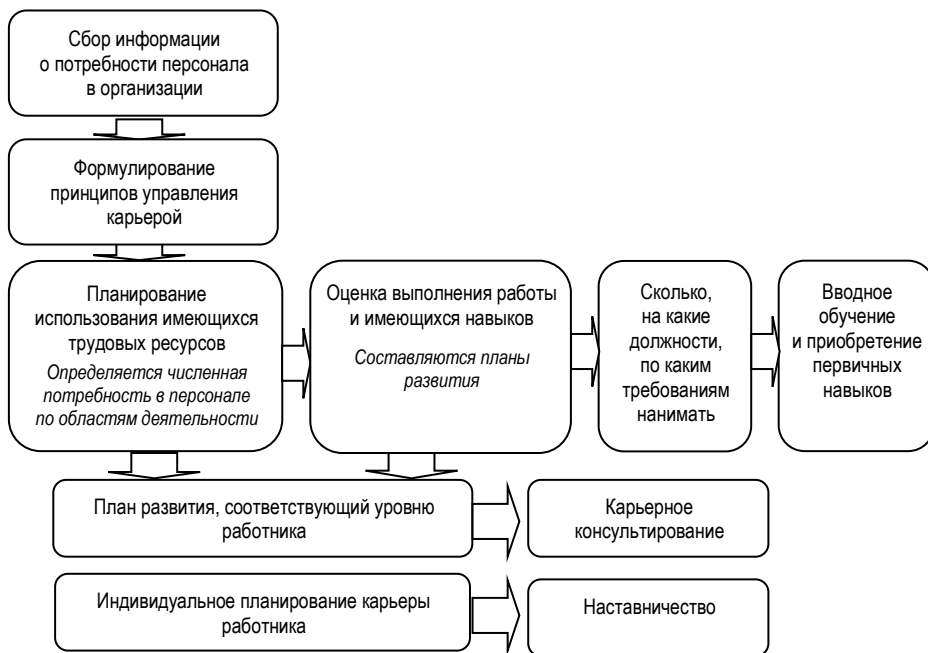 Сбор информации
о потребности персонала
в организации
Формулирование
принципов управления
карьерой
Планирование
использования имеющихся
трудовых ресурсов
Определяется численная
потребность в персонале
по областям деятельности
Оценка выполнения работы
и имеющихся навыков
Составляются планы
развития
Сколько,
на какие
должности,
по каким
требованиям
нанимать
Вводное
обучение
и приобретение
первичных
навыков
План развития, соответствующий уровню
работника
Карьерное
консультирование
Индивидуальное планирование карьеры
работника
Наставничество